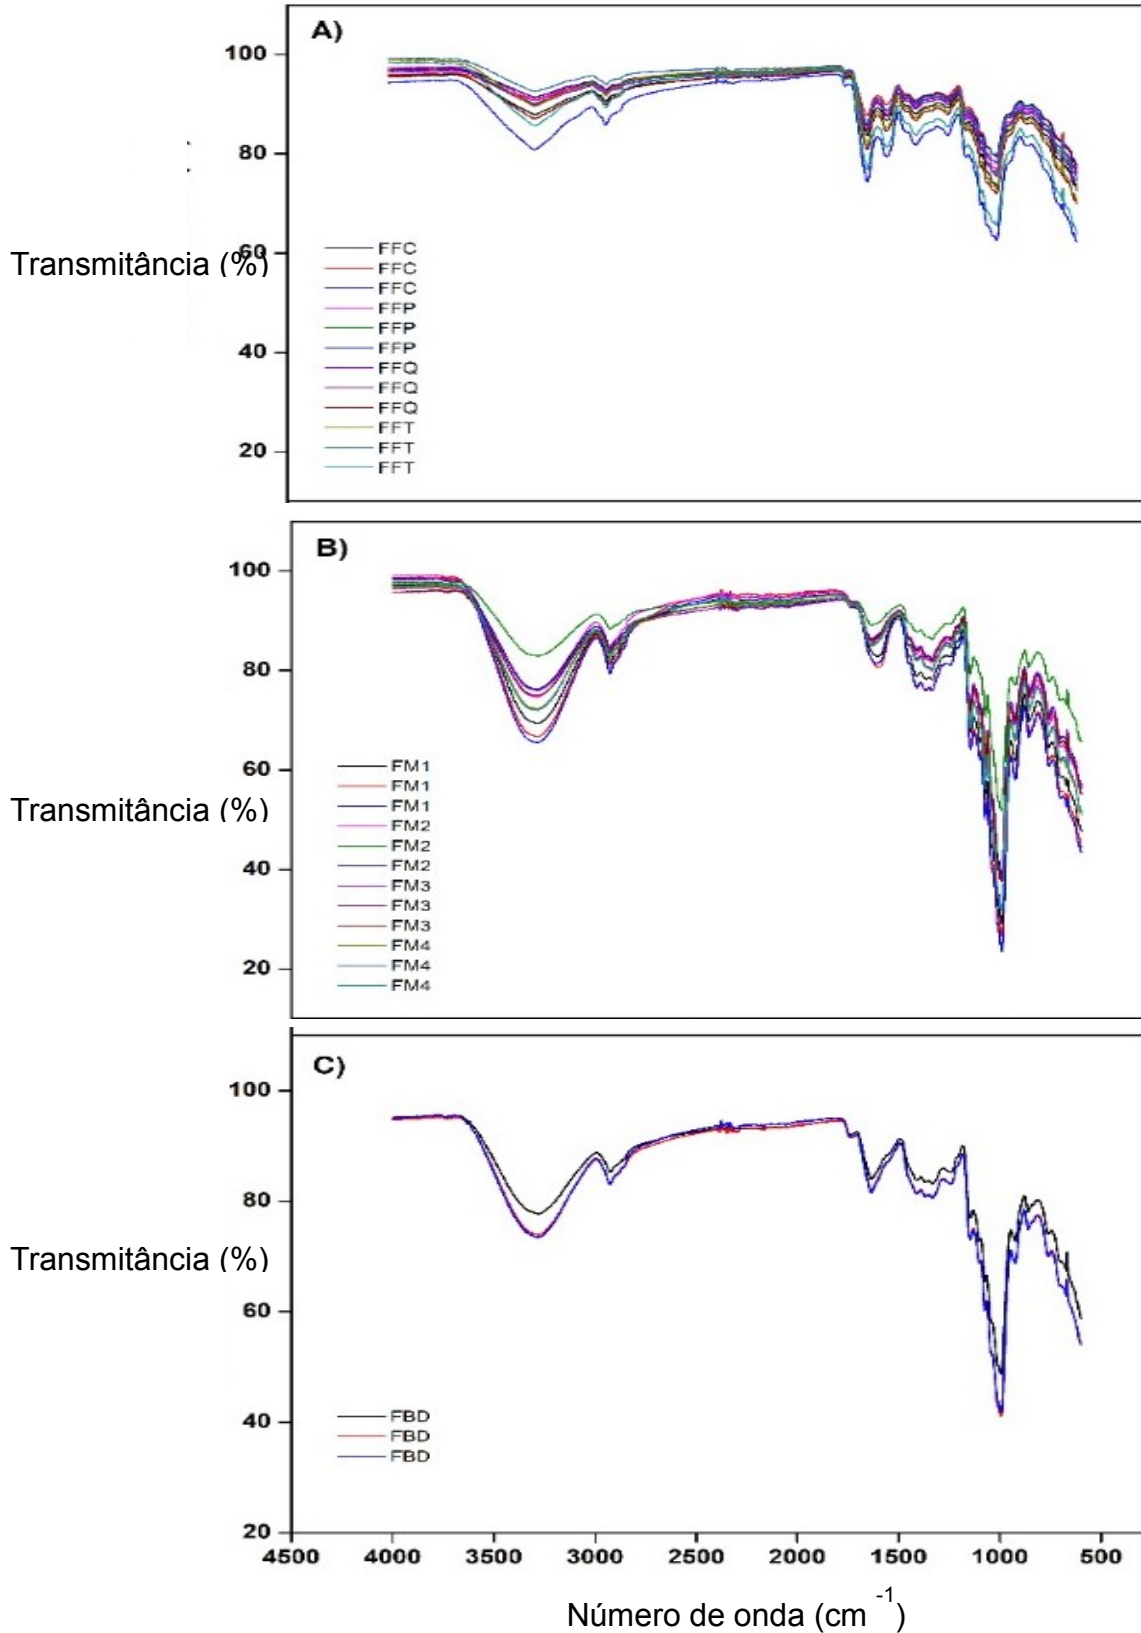 A)
100
80
60
Transmitância (%)
40
20
FFC
FFC
FFC
FFP
FFP
FFP
FFQ
FFQ
FFQ
FFT
FFT
FFT
B)
100
80
60
Transmitância (%)
40
20
FM1
FM1
FM1
FM2
FM2
FM2
FM3
FM3
FM3
FM4
FM4
FM4
C)
100
80
Transmitância (%)
60
40
20
FBD
FBD
FBD
4500 4000 3500 3000 2500 2000 1500 1000 500
Número de onda (cm -1)